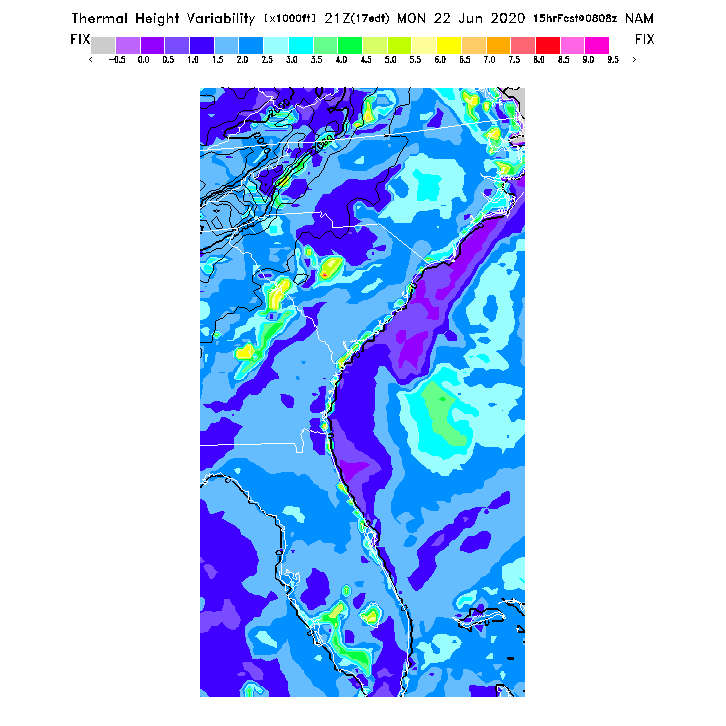 Thermal Height Variability [x1000ft] 21Z(17edt) MON 22 Jun 2020 15hrFcst@0808z NAM
FIX FIX
< -0.5 0.0 0.5 1.0 1.5 2.0 2.5 3.0 3.5 4.5 5.0 5.5 6.0 6.5 7.0 7.5 8.0 8.5 9.0 9.5 >